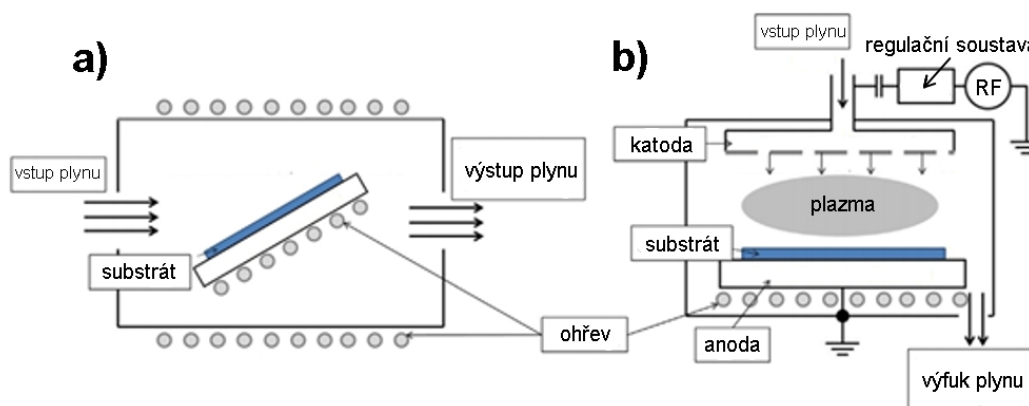 a)
vstup plynu
výstup plynu
substrát
ohřev
b)
vstup plynu
regulační soustava
RF
katoda
plazma
substrát
anoda
výfuk plynu